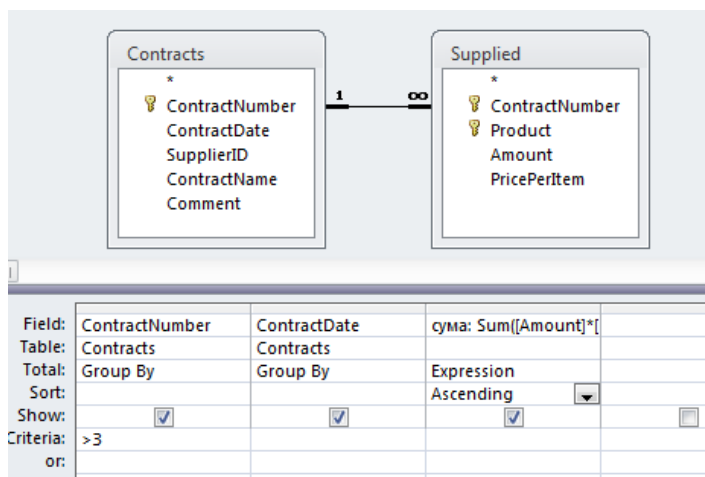 Contracts
*
ContractNumber
ContractDate
SupplierID
ContractName
Comment
1 ∞
Supplied
*
ContractNumber
Product
Amount
PricePerItem
Field: ContractNumber ContractDate сума: Sum([Amount]*[
Table: Contracts Contracts
Total: Group By Group By Expression
Sort: Ascending
Show:
Criteria: >3
or: